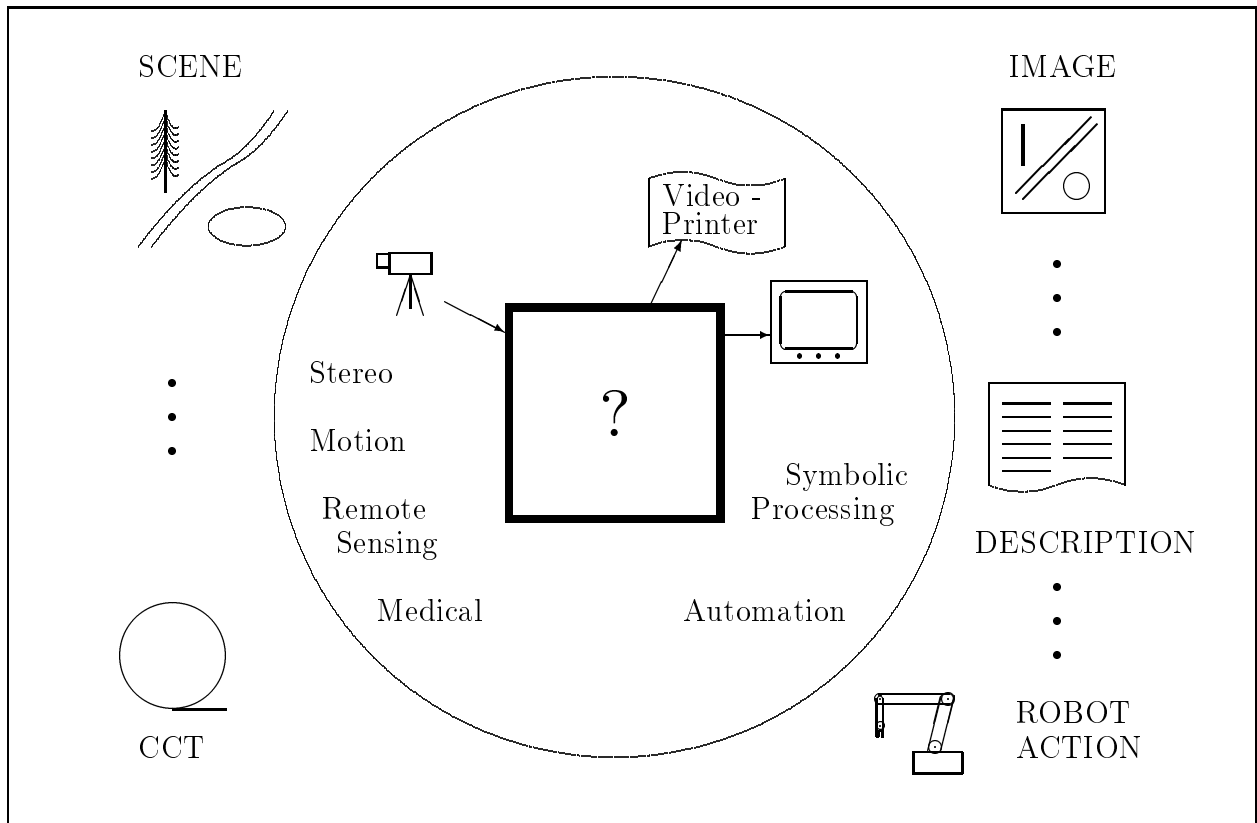 SCENE
IMAGE
Video -
Printer
Stereo
?
Motion
Symbolic
Processing
Remote
Sensing
DESCRIPTION
Medical
Automation
CCT
ROBOT
ACTION